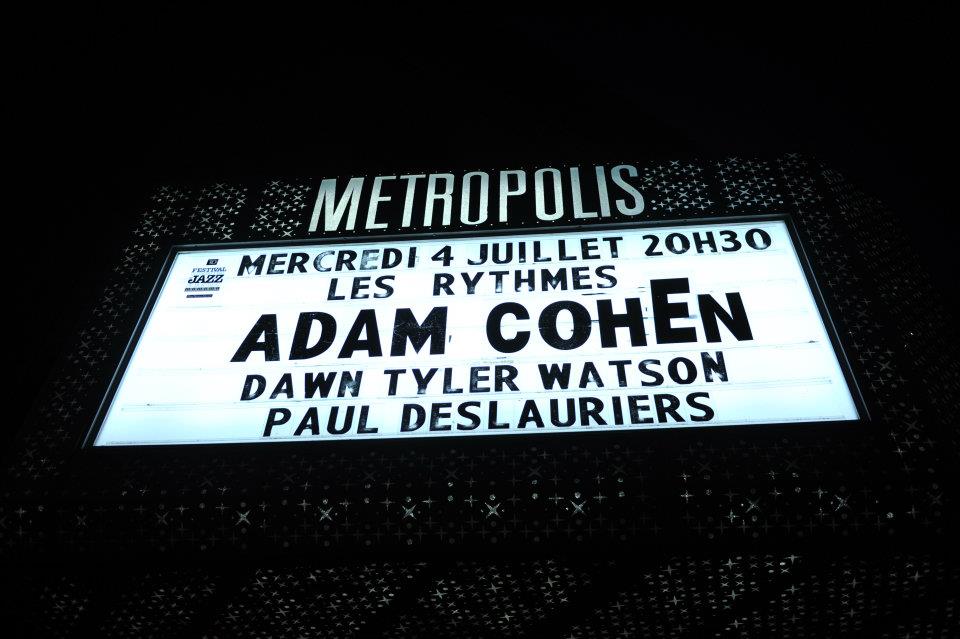 METROPOLIS
MERCREDI 4 JUILLET 20H30
FESTIVAL
JAZZ
LES RYTHMES
ADAM COHEN
DAWN TYLER WATSON
PAUL DESLAURIERS